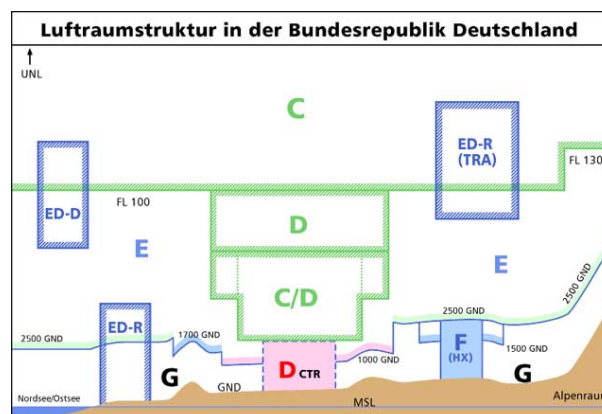 Luftraumstruktur in der Bundesrepublik Deutschland
UNL
C
ED-R
(TRA)
FL 130
ED-D
FL 100
D
E
E
C/D
2500 GND
ED-R
1700 GND
2500 GND
2500 GND
F
(HX)
1500 GND
1000 GND
G
GND
D CTR
G
Nordsee/Ostsee
MSL
Alpenraum